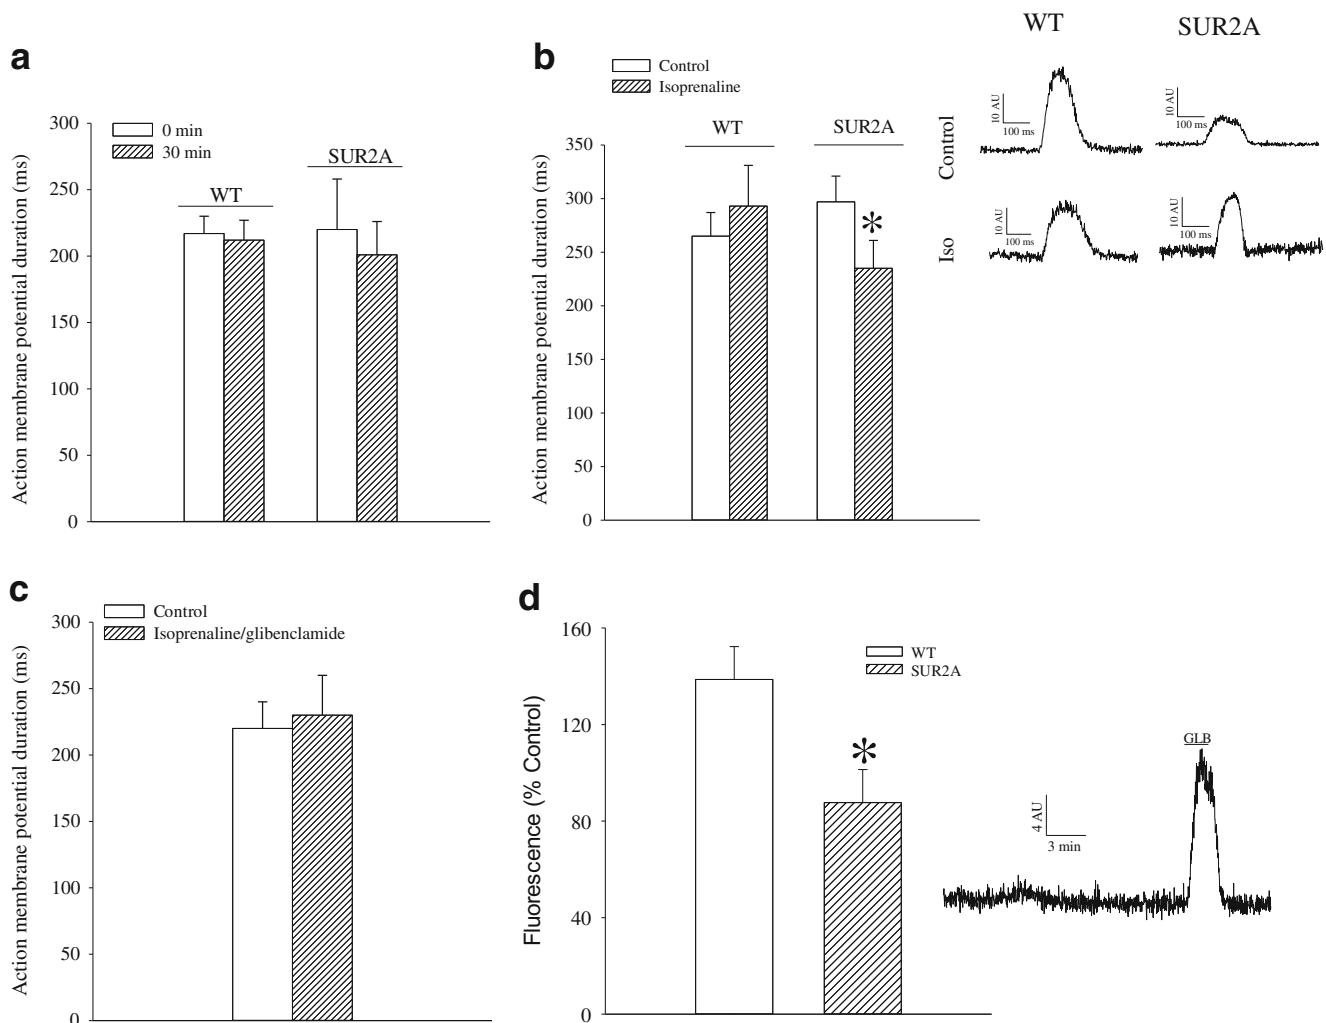 a
Action membrane potential duration (ms)
300
250
200
150
100
50
0
0 min
30 min
WT
SUR2A
b
Control
Isoprenaline
Action membrane potential duration (ms)
350
300
250
300
150
100
50
0
WT
SUR2A
*
WT
SUR2A
Control
10 AU
100 ms
10 AU
100 ms
Iso
10 AU
100 ms
10 AU
100 ms
c
Control
Isoprenaline/glibenclamide
Action membrane potential duration (ms)
300
250
200
150
100
50
0
d
WT
SUR2A
Fluorescence (% Control)
160
120
80
40
0
*
4 AU
3 min
GLB